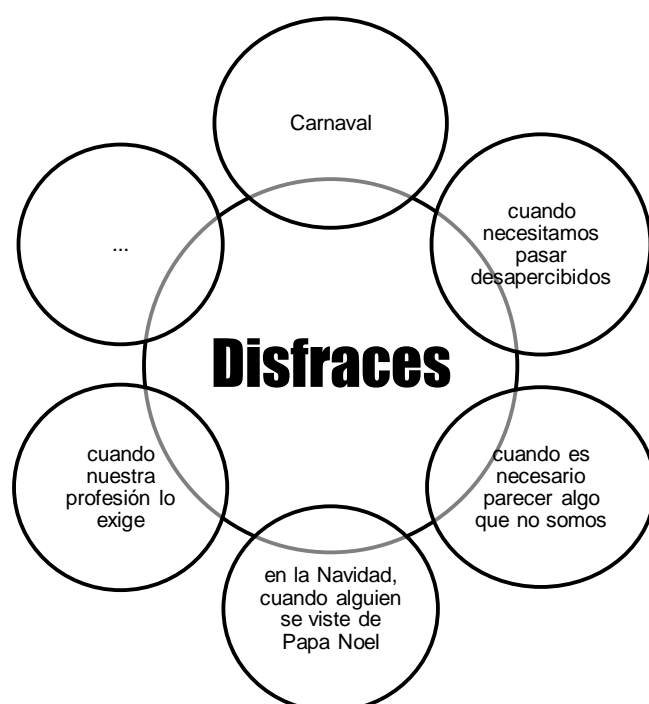 Carnaval
cuando
necesitamos
pasar
desapercibidos
...
Disfraces
cuando
nuestra
profesión lo
exige
cuando es
necesario
parecer algo
que no somos
en la Navidad,
cuando alguien
se viste de
Papa Noel